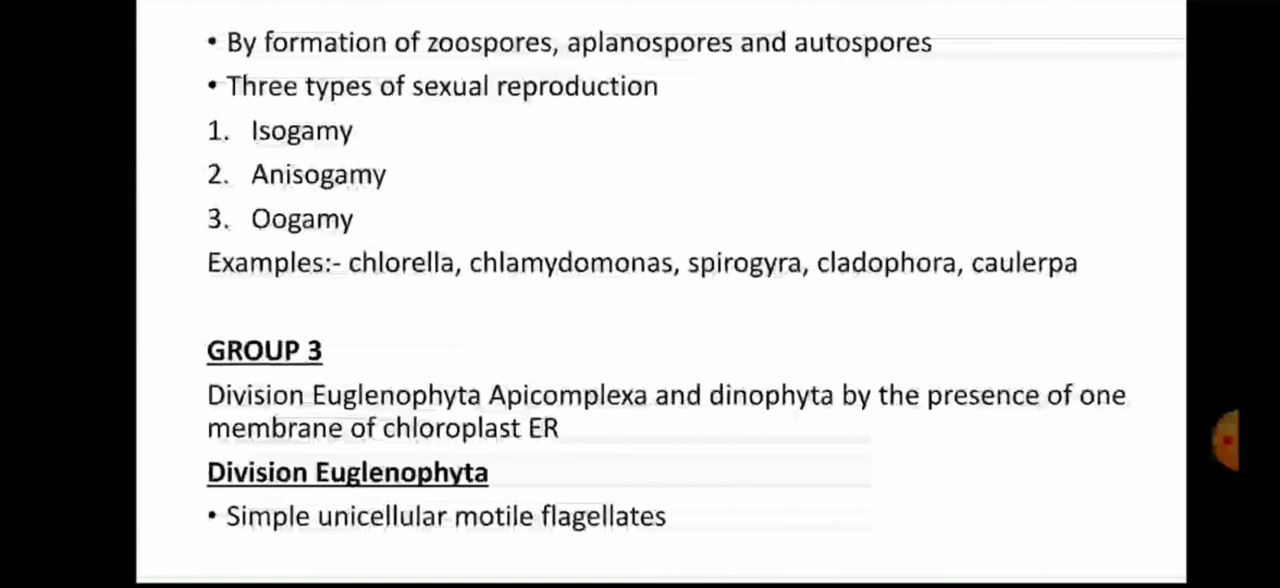 • By formation of zoospores, aplanospores and autospores
• Three types of sexual reproduction
1. Isogamy
2. Anisogamy
3. Oogamy
Examples:- chlorella, chlamydomonas, spirogyra, cladophora, caulerpa
GROUP 3
Division Euglenophyta Apicomplexa and dinophyta by the presence of one
membrane of chloroplast ER
Division Euglenophyta
• Simple unicellular motile flagellates